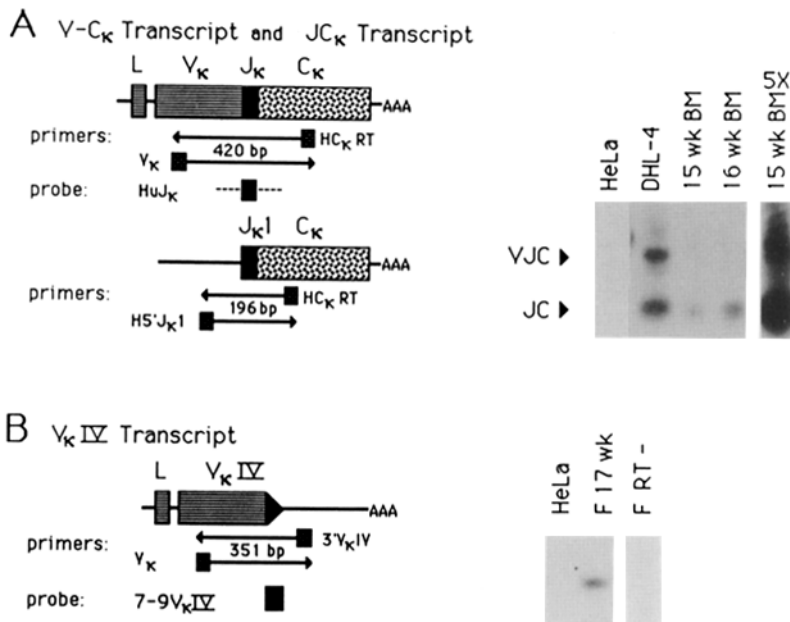 A V-Cκ Transcript and JCκ Transcript
L Vκ Jκ Cκ
AAA
primers: HCκ RT
420 bp
Vκ
probe: HuJκ
Jκ1 Cκ
AAA
primers: HCκ RT
196 bp
H5'Jκ1
HeLa
DHL-4
15 wk BM
16 wk BM
5X
15 wk BM
VJC
JC
B VκIV Transcript
L VκIV
AAA
primers: 3'VκIV
351 bp
Vκ
probe: 7-9VκIV
HeLa
F 17 wk
F RT -